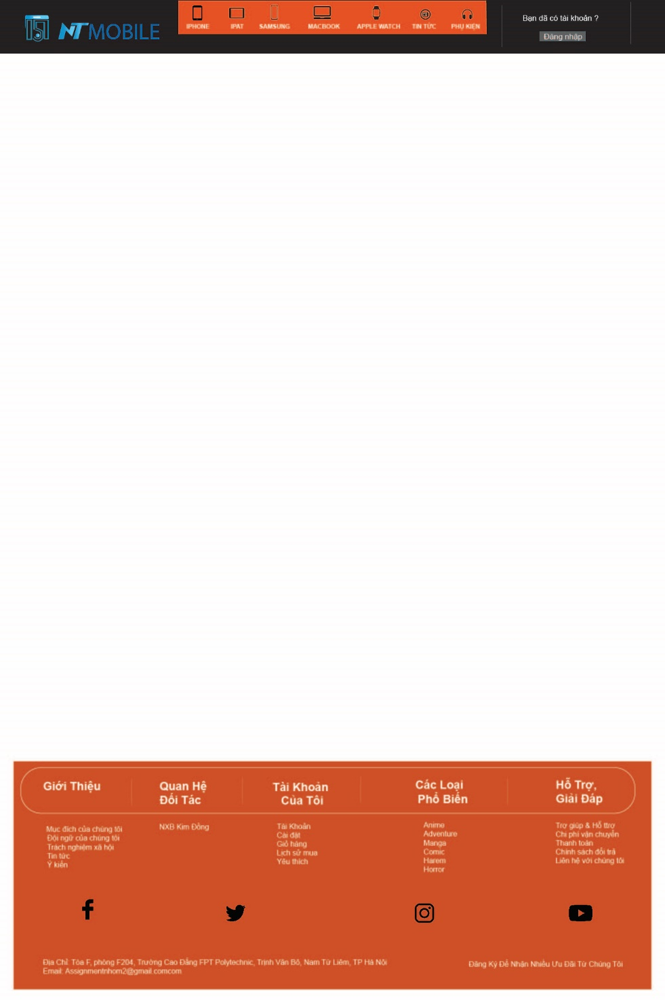 NT MOBILE
IPHONE IPAT SAMSUNG MACBOOK APPLE WATCH TIN TỨC PHỤ KIỆN
Bạn đã có tài khoản ?
Đăng nhập
Giới Thiệu
Mục đích của chúng tôi
Đội ngữ của chúng tôi
Trách nghiệm xã hội
Tin tức
Ý kiến
Quan Hệ
Đối Tác
NXB Kim Đồng
Tài Khoản
Của Tôi
Tài Khoản
Cài đặt
Giỏ hàng
Lịch sử mua
Yêu thích
Các Loại
Phổ Biến
Anime
Adventure
Manga
Comic
Harem
Horror
Hỗ Trợ,
Giải Đáp
Trợ giúp & Hỗ ttrợ
Chi phí vận chuyển
Thanh toán
Chính sách đổi trả
Liên hệ với chúng tôi
Địa Chỉ: Tòa F, phòng F204, Trường Cao Đẳng FPT Polytechnic, Trịnh Văn Bô, Nam Từ Liêm, TP Hà Nội
Email: Assignmentnhom2@gmail.comcom
Đăng Ký Để Nhận Nhiều Ưu Đãi Từ Chúng Tôi